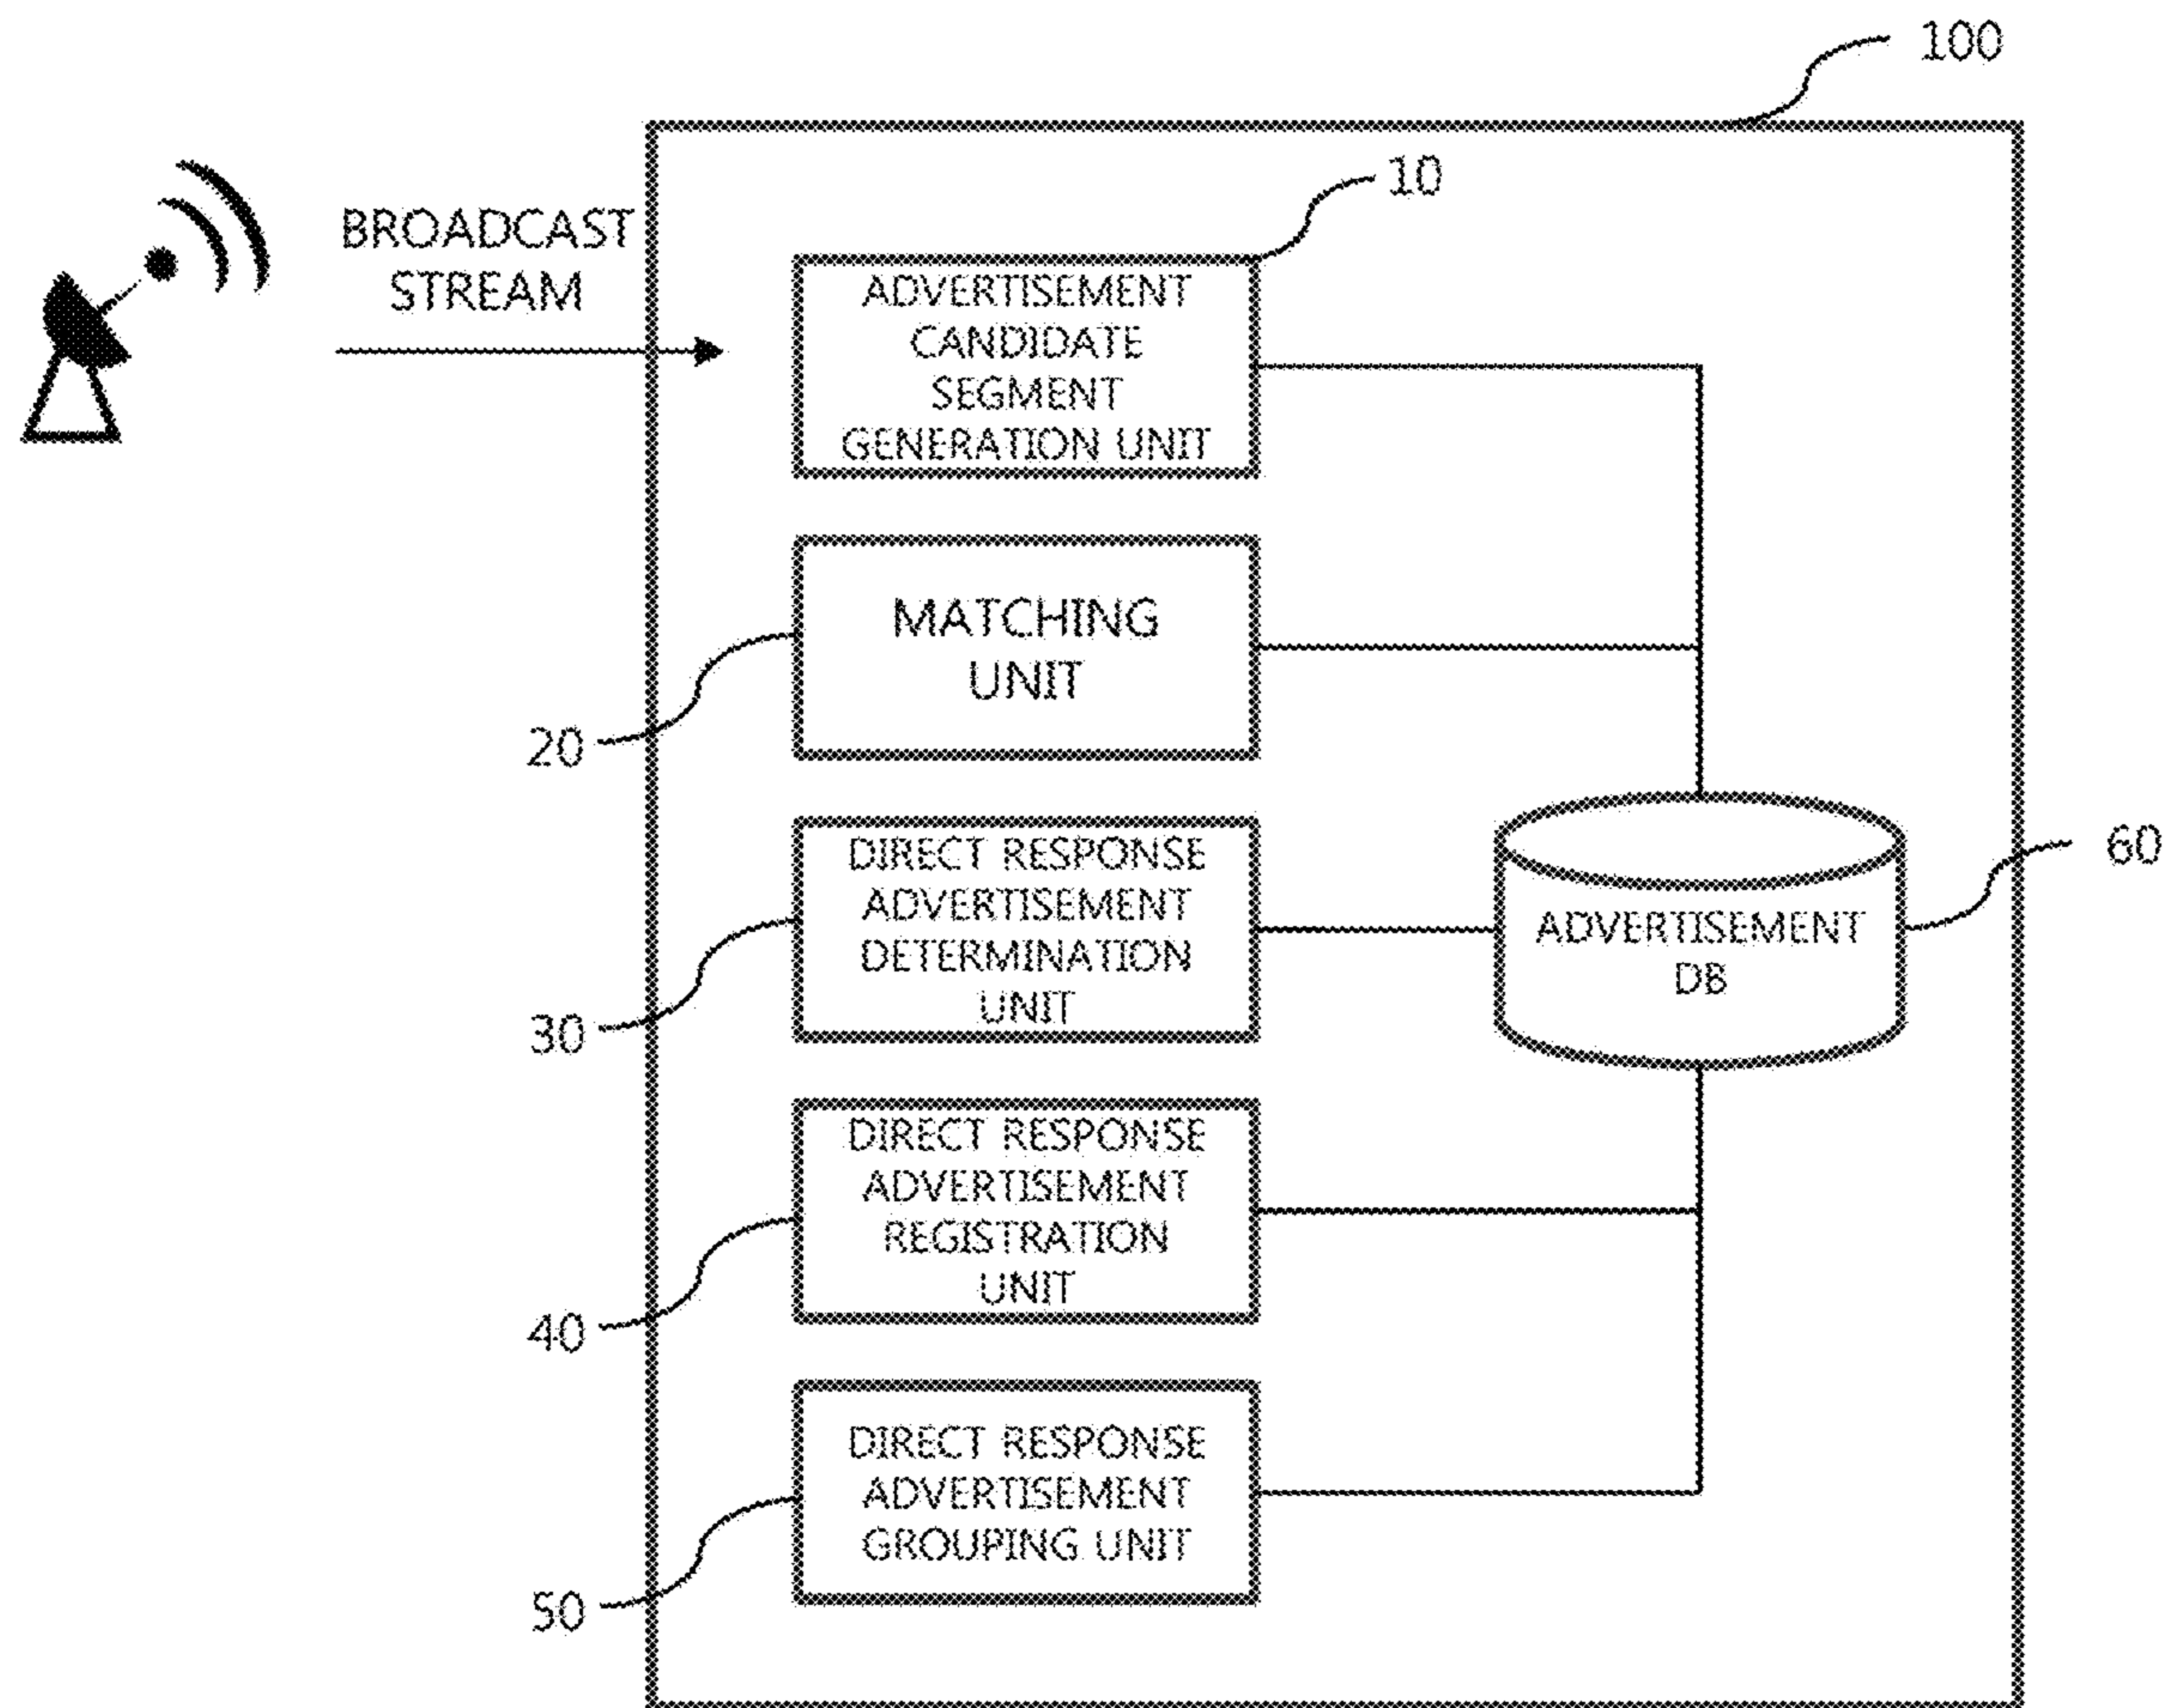 100
10
BROADCAST
STREAM
ADVERTISEMENT
CANDIDATE
SEGMENT
GENERATION UNIT
MATCHING
UNIT
20
DIRECT RESPONSE
ADVERTISEMENT
DETERMINATION
UNIT
30
ADVERTISEMENT
DB
60
DIRECT RESPONSE
ADVERTISEMENT
REGISTRATION
UNIT
40
DIRECT RESPONSE
ADVERTISEMENT
GROUPING UNIT
50